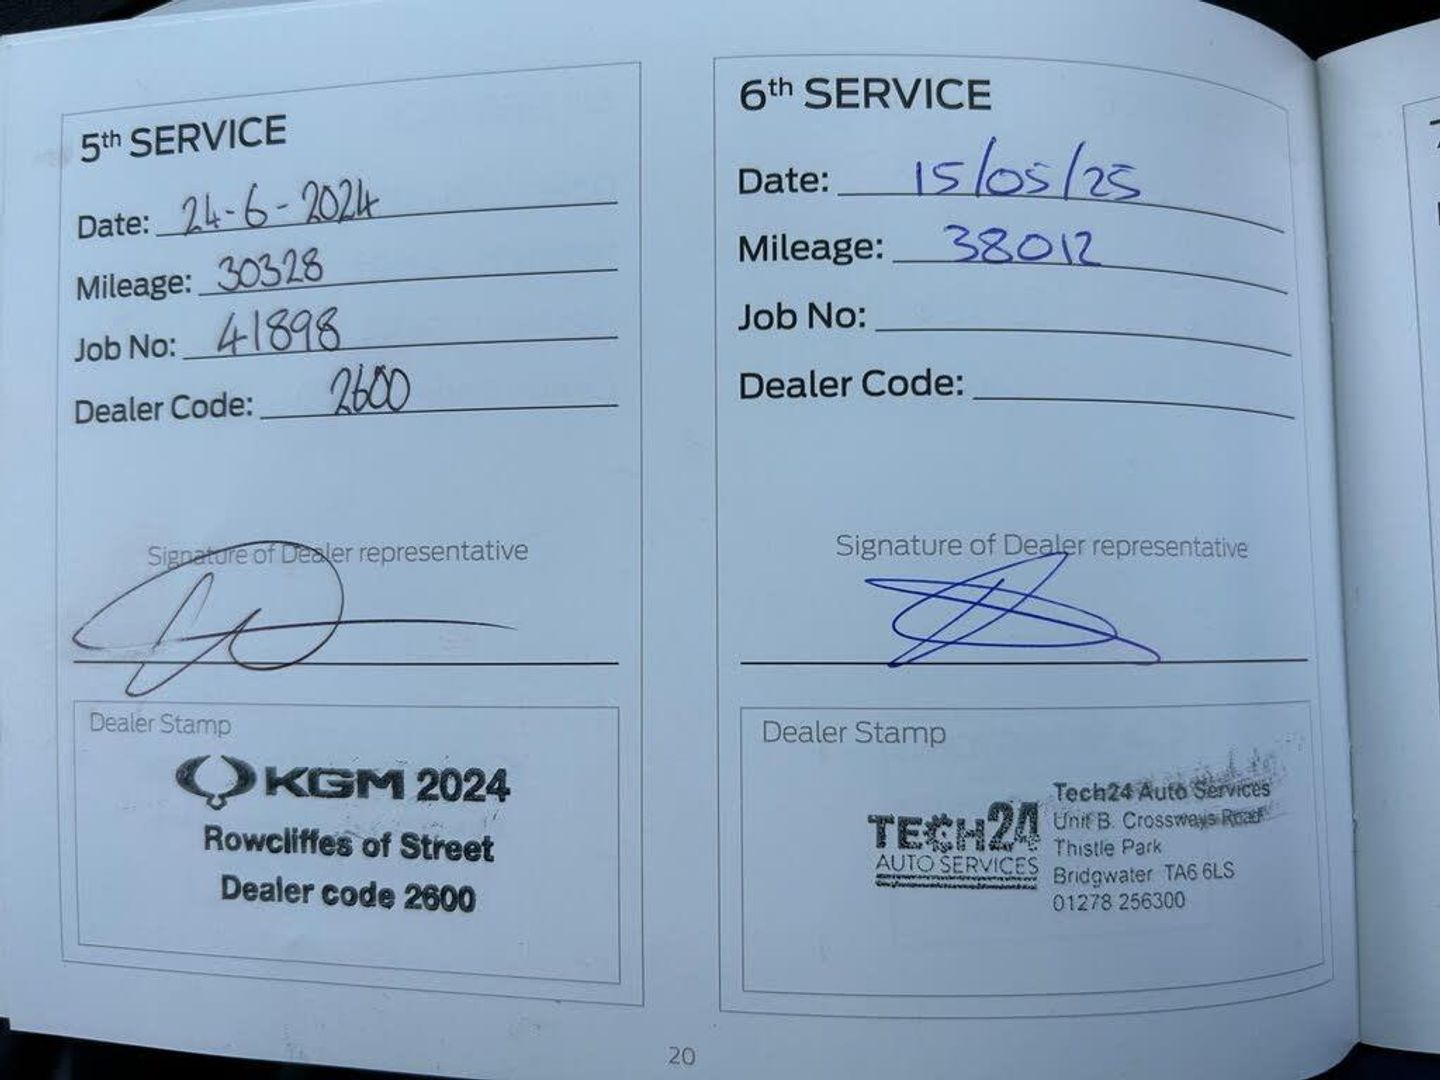 5th SERVICE
Date: 24-6-2024
Mileage: 30328
Job No: 41898
Dealer Code: 2600
Signature of Dealer representative
Dealer Stamp
KGM 2024
Rowcliffes of Street
Dealer code 2600
6th SERVICE
Date: 15/05/25
Mileage: 38012
Job No:
Dealer Code:
Signature of Dealer representative
Dealer Stamp
TECH24
AUTO SERVICES
Tech24 Auto Services
Unit B. Crossways Road
Thistle Park
Bridgwater TA6 6LS
01278 256300
20